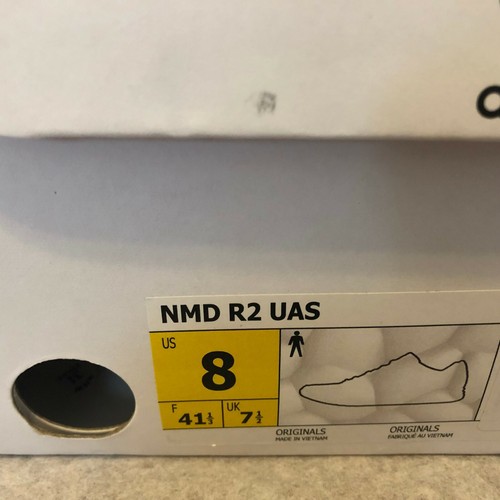 NMD R2 UAS
US
8
F
41⅓
UK
7½
ORIGINALS
MADE IN VIETNAM
ORIGINALS
FABRIQUÉ AU VIETNAM